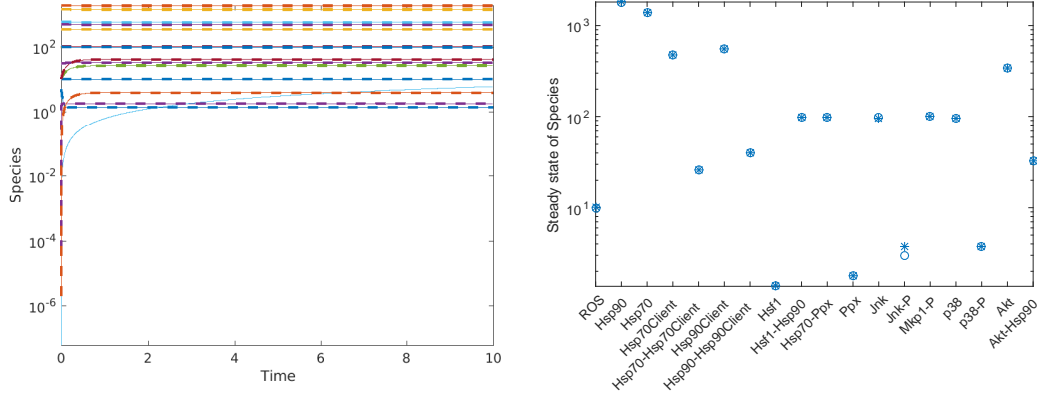 Species
10^2
10^0
10^-2
10^-4
10^-6
0
2
4
6
8
10
Time
Steady state of Species
10^3
10^2
10^1
ROS
Hsp90
Hsp70
Hsp70Client
Hsp70-Hsp70Client
Hsp90Client
Hsp90-Hsp90Client
Hsf1
Hsf1-Hsp90
Hsp70-Ppx
Ppx
Jnk
Jnk-P
Mkp1-P
p38
p38-P
Akt
Akt-Hsp90